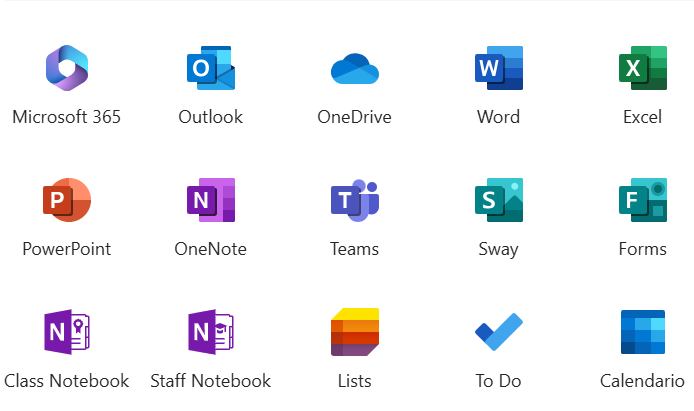 Microsoft 365 Outlook OneDrive Word Excel
PowerPoint OneNote Teams Sway Forms
Class Notebook Staff Notebook Lists To Do Calendario